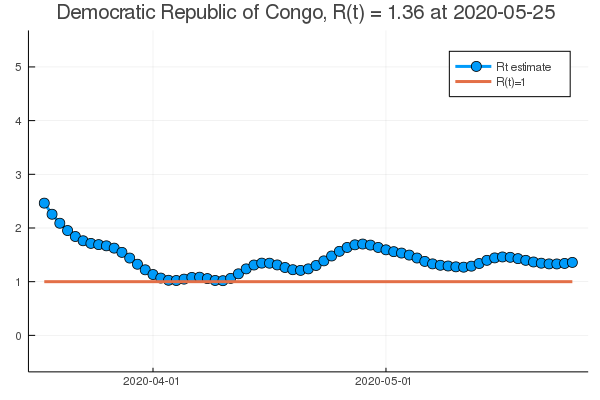 Democratic Republic of Congo, R(t) = 1.36 at 2020-05-25
5
Rt estimate
R(t)=1
4
3
2
1
0
2020-04-01
2020-05-01